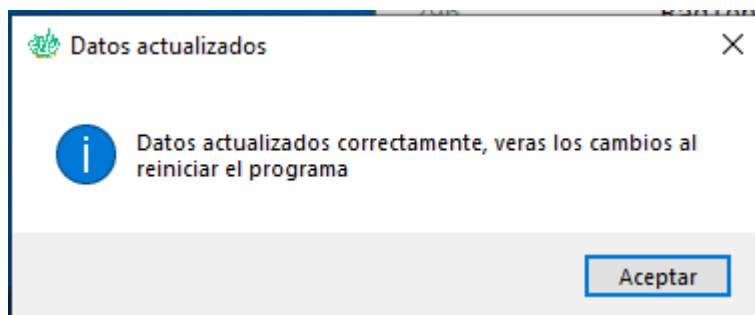 Datos actualizados
Datos actualizados correctamente, veras los cambios al
reiniciar el programa
Aceptar